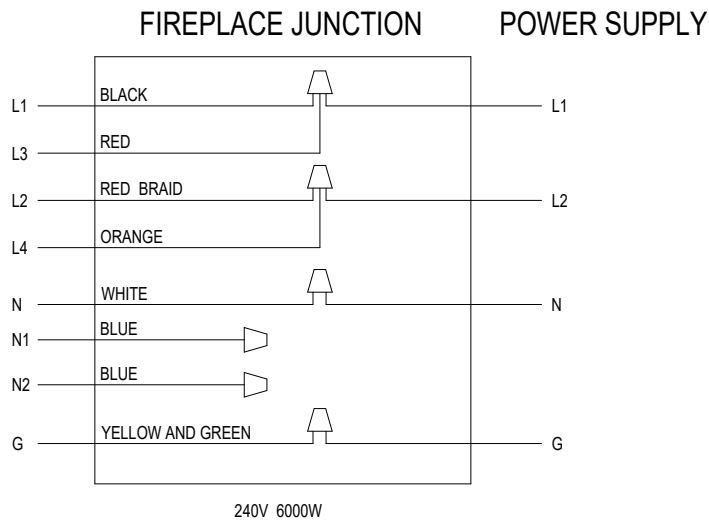 FIREPLACE JUNCTION POWER SUPPLY
L1 BLACK L1
L3 RED
L2 RED BRAID L2
L4 ORANGE
N WHITE N
N1 BLUE
N2 BLUE
G YELLOW AND GREEN G
240V 6000W